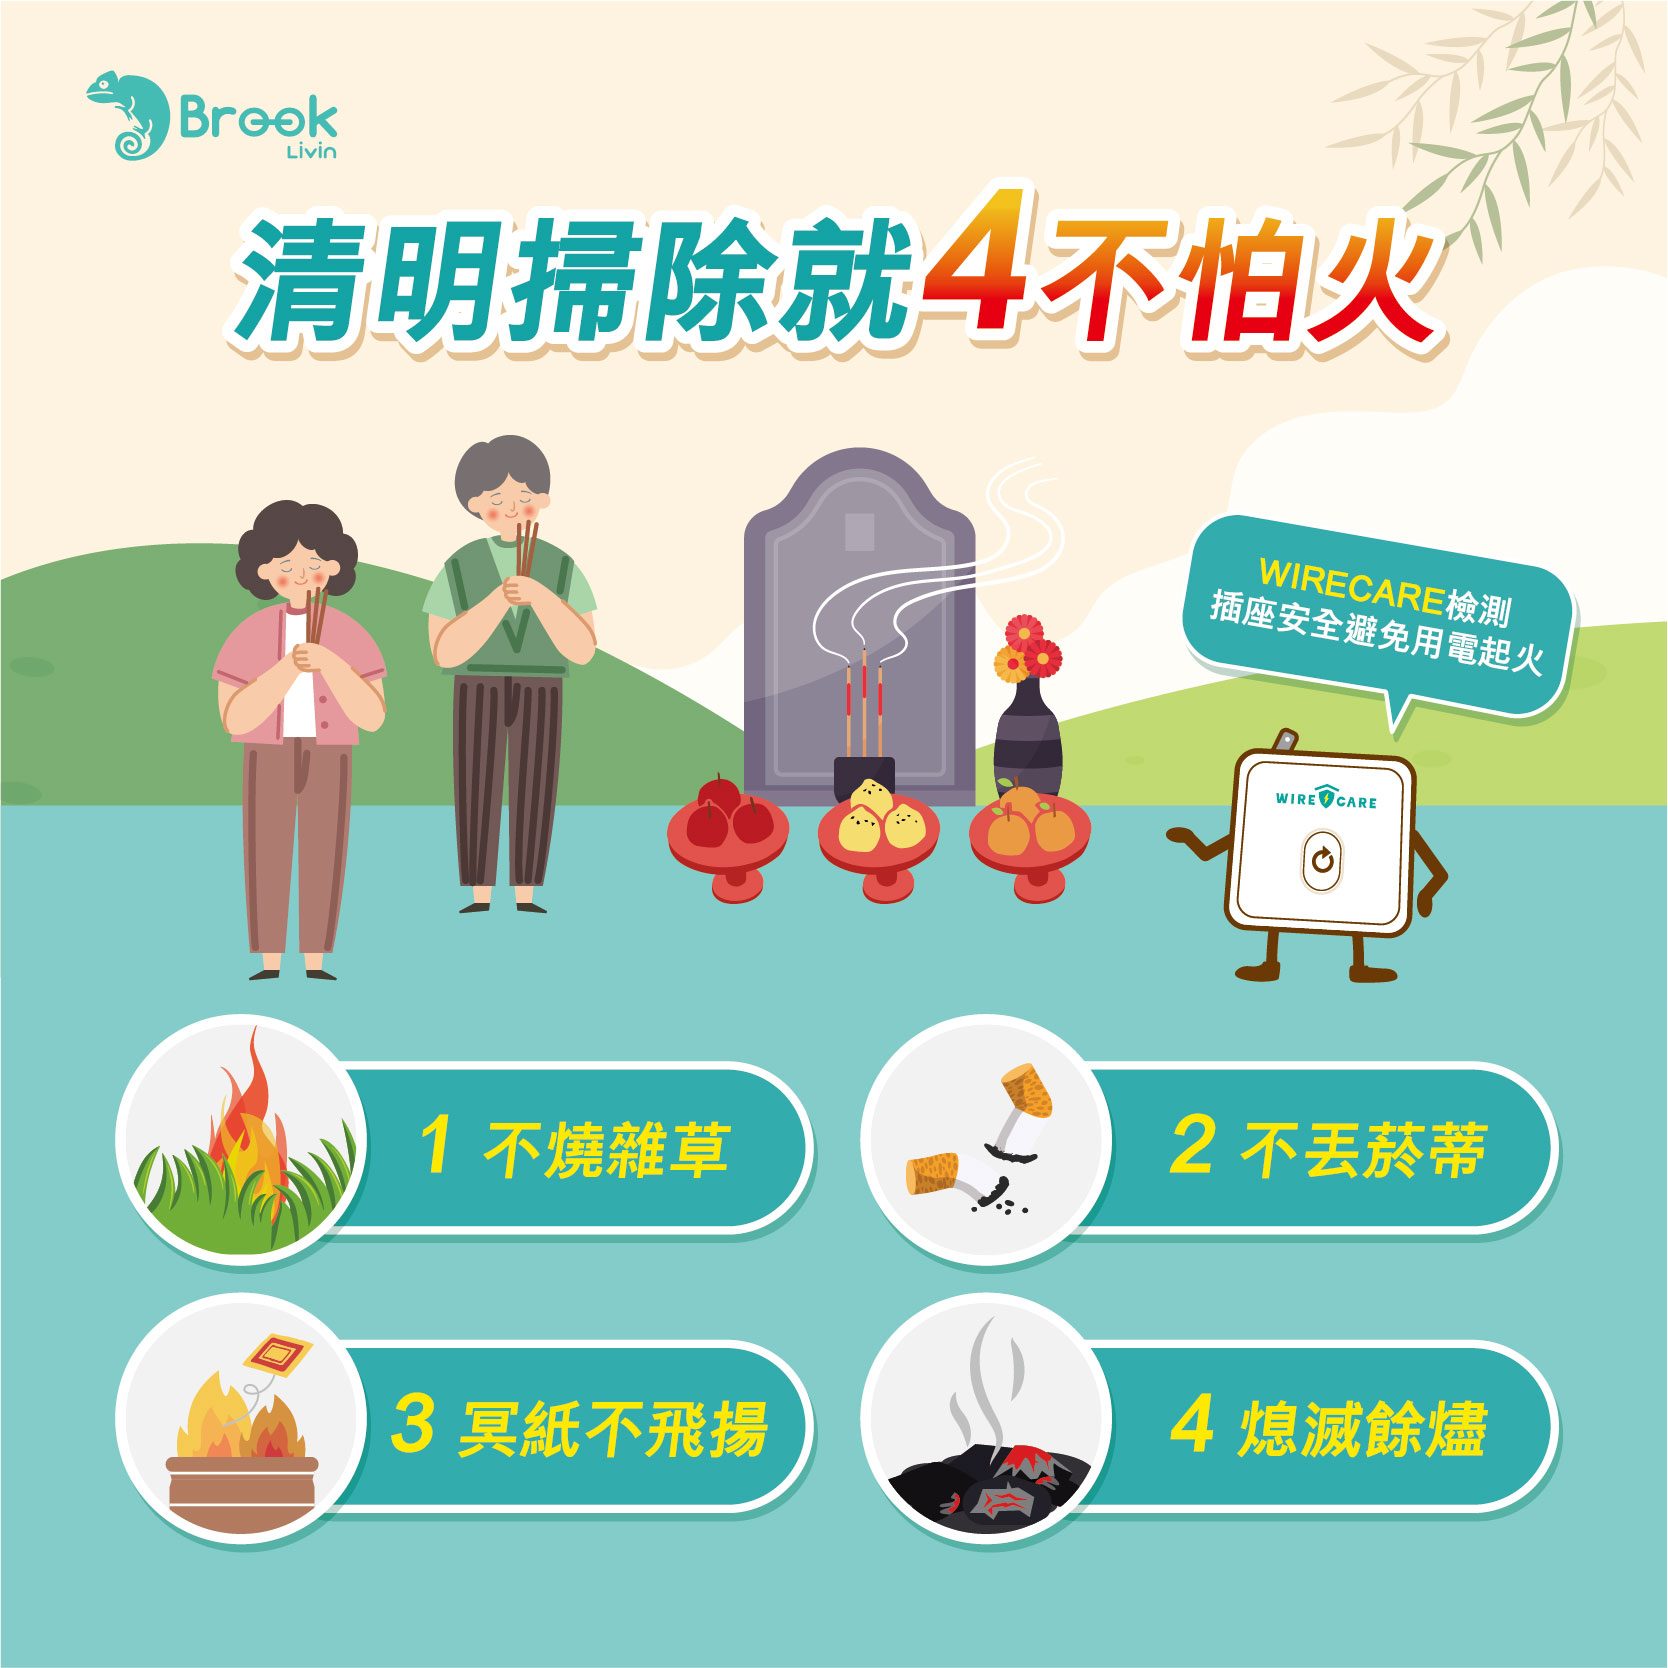 Brook
Livin
清明掃除就4不怕火
WIRECARE檢測
插座安全避免用電起火
WIRE CARE
1 不燒雜草
2 不丟菸蒂
3 冥紙不飛揚
4 熄滅餘燼